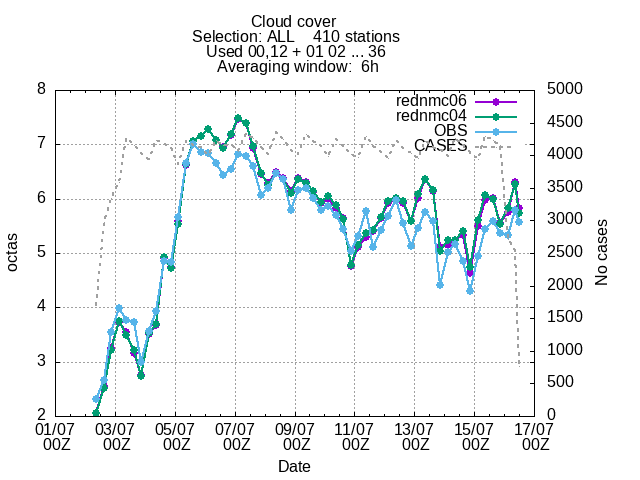 Cloud cover
Selection: ALL    410 stations
Used 00,12 + 01 02 ... 36
Averaging window:  6h
rednmc06
rednmc04
OBS
CASES
octas
8
7
6
5
4
3
2
No cases
5000
4500
4000
3500
3000
2500
2000
1500
1000
500
0
01/07 03/07 05/07 07/07 09/07 11/07 13/07 15/07 17/07
00Z 00Z 00Z 00Z 00Z 00Z 00Z 00Z 00Z
Date